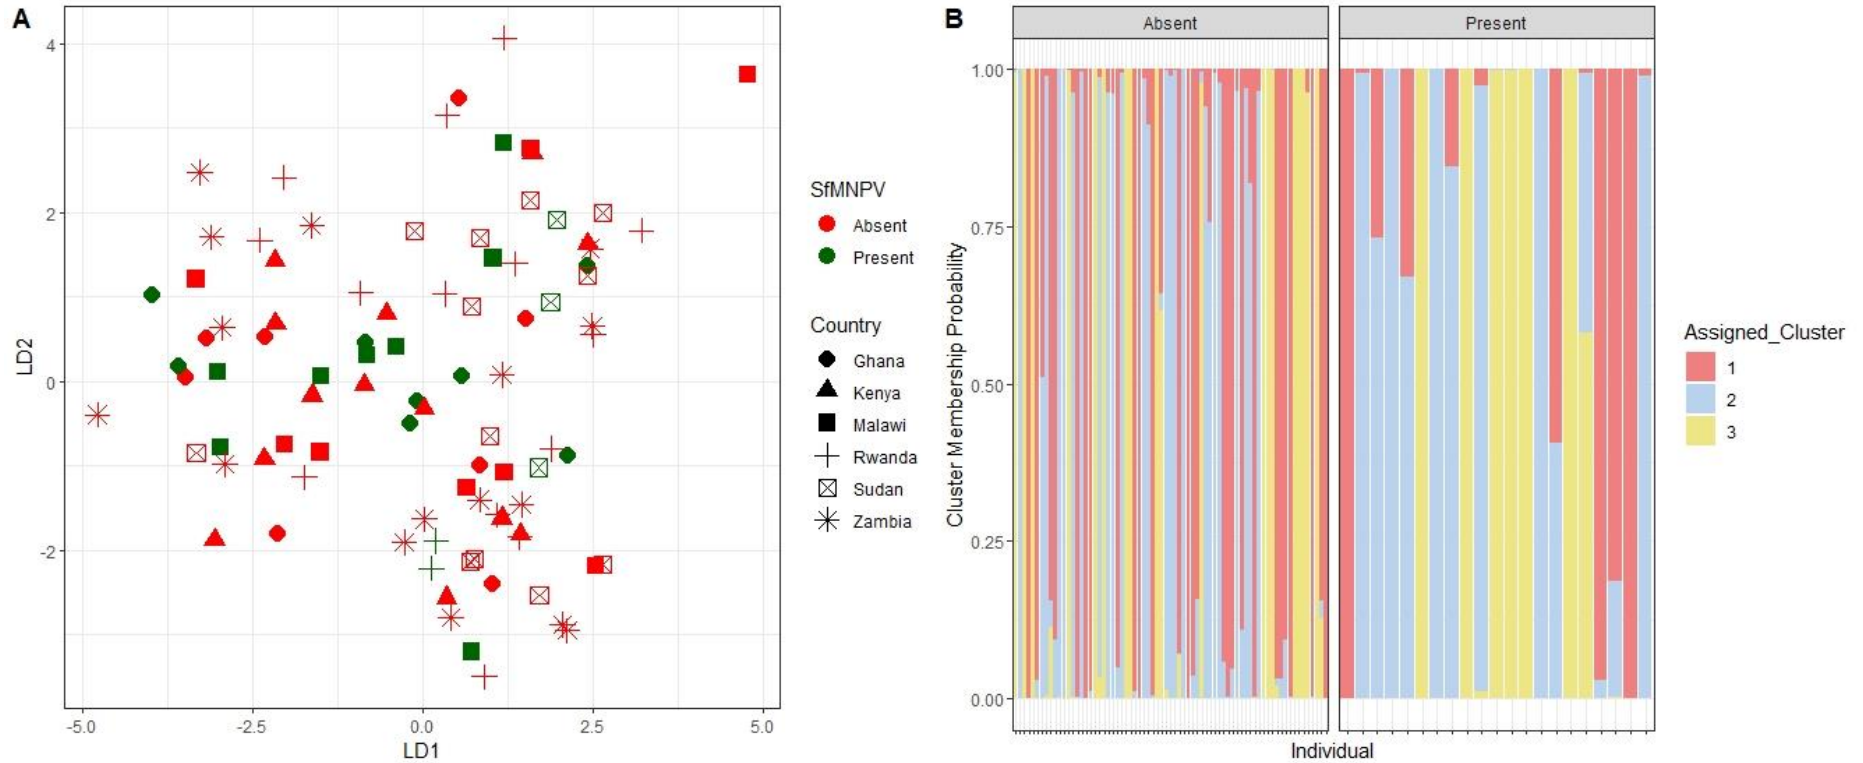 A
B
4
2
0
-2
LD2
-5.0
-2.5
0.0
2.5
5.0
LD1
SfMNPV
Absent
Present
Country
Ghana
Kenya
Malawi
Rwanda
Sudan
Zambia
Absent
Present
1.00
0.75
0.50
0.25
0.00
Cluster Membership Probability
Individual
Assigned_Cluster
1
2
3